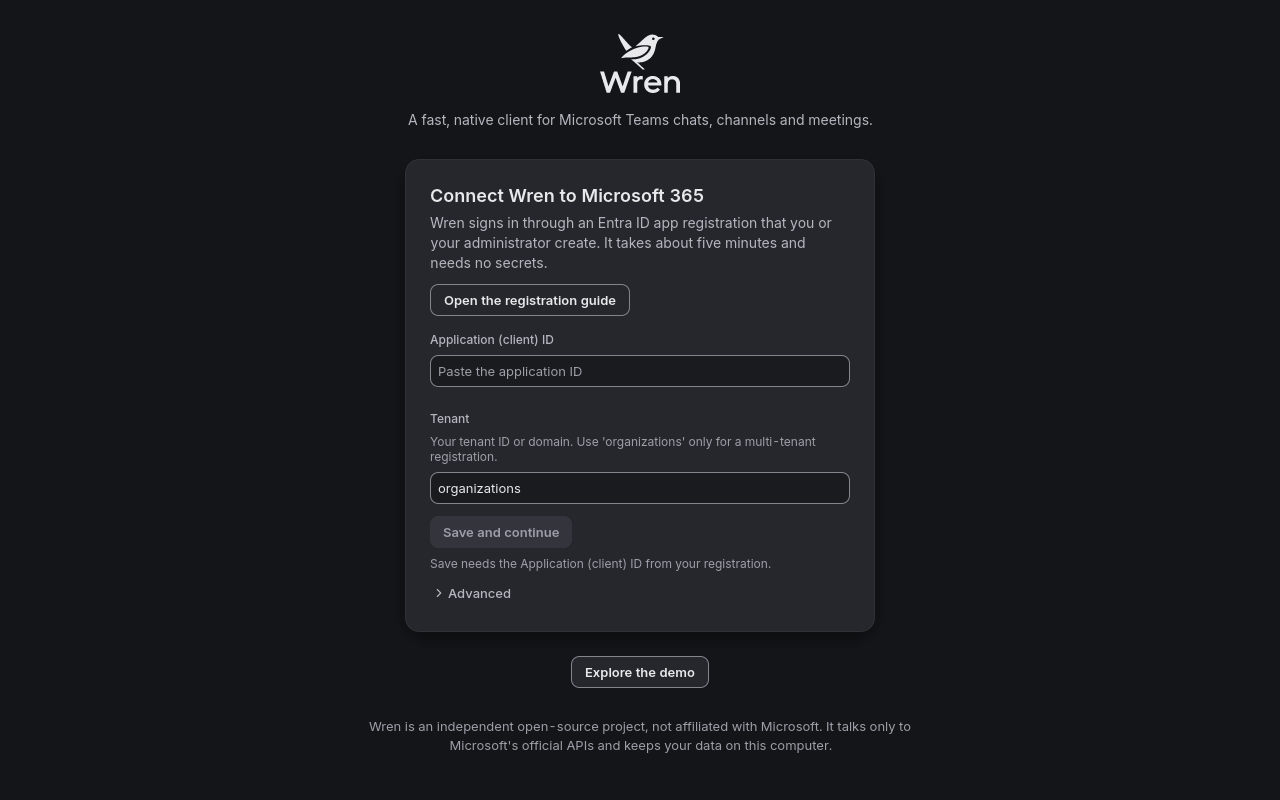 Wren
A fast, native client for Microsoft Teams chats, channels and meetings.
Connect Wren to Microsoft 365
Wren signs in through an Entra ID app registration that you or
your administrator create. It takes about five minutes and
needs no secrets.
Open the registration guide
Application (client) ID
Paste the application ID
Tenant
Your tenant ID or domain. Use 'organizations' only for a multi-tenant
registration.
organizations
Save and continue
Save needs the Application (client) ID from your registration.
Advanced
Explore the demo
Wren is an independent open-source project, not affiliated with Microsoft. It talks only to
Microsoft's official APIs and keeps your data on this computer.